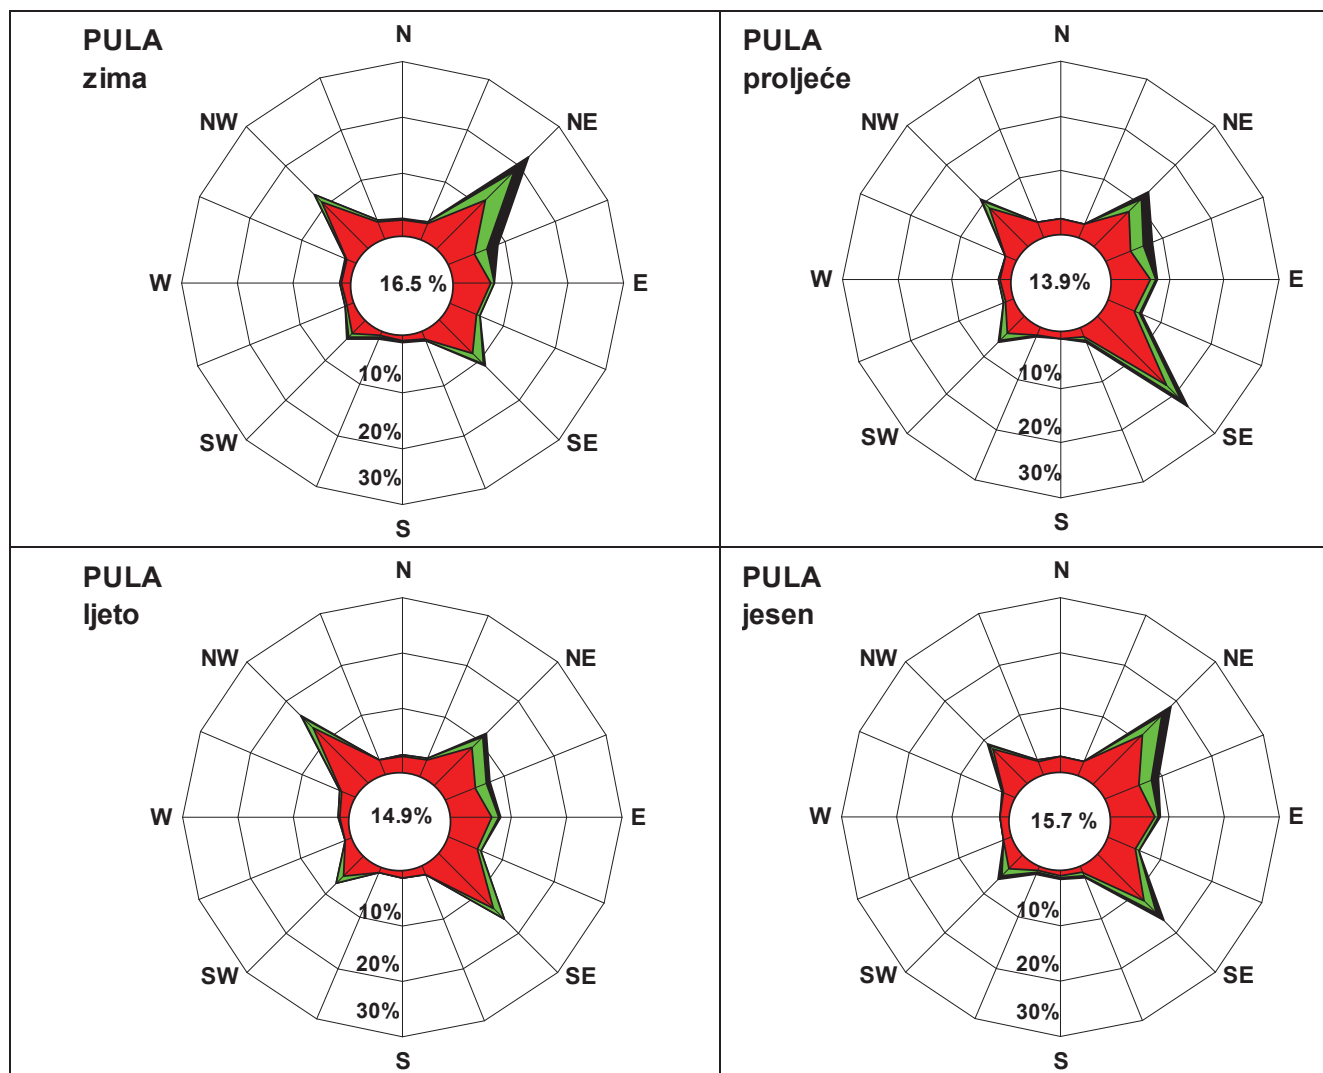 PULA
zima
N
NW
NE
W
16.5 %
E
10%
20%
SW
SE
30%
S
PULA
proljeće
N
NW
NE
W
13.9%
E
10%
20%
SW
SE
30%
S
PULA
ljeto
N
NW
NE
W
14.9%
E
10%
20%
SW
SE
30%
S
PULA
jesen
N
NW
NE
W
15.7 %
E
10%
20%
SW
SE
30%
S